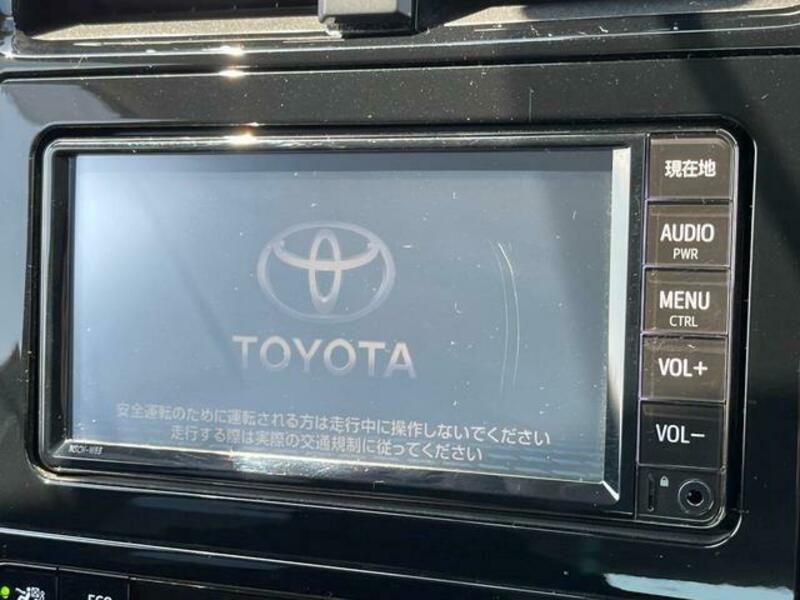 現在地
AUDIO
PWR
MENU
CTRL
VOL+
VOL-
TOYOTA
安全運転のために運転される方は走行中に操作しないでください
走行する際は実際の交通規制に従ってください
NSCN-W68
ECO